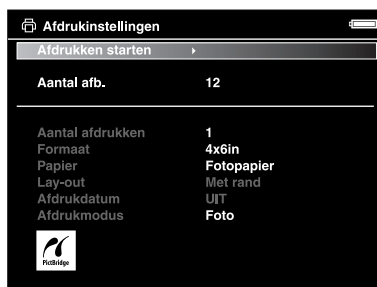 Afdrukinstellingen
Afdrukken starten
Aantal afb. 12
Aantal afdrukken 1
Formaat 4x6in
Papier Fotopapier
Lay-out Met rand
Afdrukdatum UIT
Afdrukmodus Foto
PictBridge